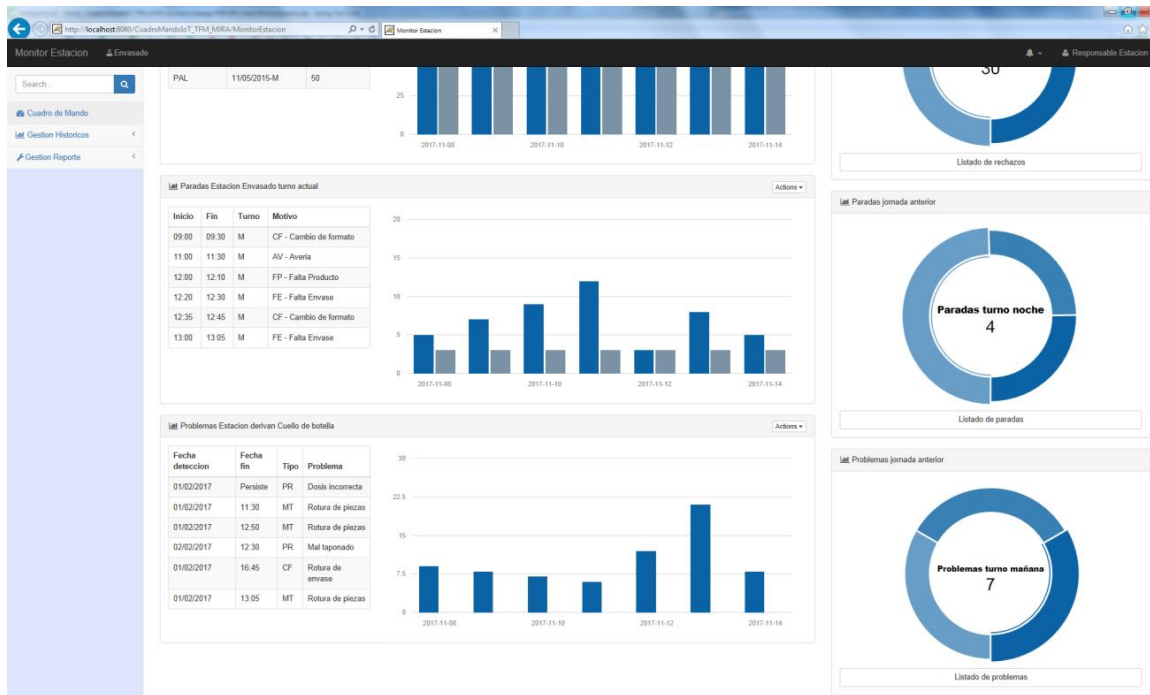 http://localhost:8080/CuadroMandoIoT_TFM_MIRA/MonitorEstacion
Monitor Estacion
Monitor Estacion
Envasado
Responsable Estacion
Search...
Cuadro de Mando
Gestion Historicos
Gestion Reporte
PAL 11/05/2015-M 50
25
0
2017-11-08 2017-11-10 2017-11-12 2017-11-14
30
Listado de rechazos
Paradas Estacion Envasado turno actual
Actions
Inicio Fin Turno Motivo
09:00 09:30 M CF - Cambio de formato
11:00 11:30 M AV - Averia
12:00 12:10 M FP - Falta Producto
12:20 12:30 M FE - Falta Envase
12:35 12:45 M CF - Cambio de formato
13:00 13:05 M FE - Falta Envase
20
15
10
5
0
2017-11-08 2017-11-10 2017-11-12 2017-11-14
Paradas jornada anterior
Paradas turno noche
4
Listado de paradas
Problemas Estacion derivan Cuello de botella
Actions
Fecha deteccion Fecha fin Tipo Problema
01/02/2017 Persiste PR Dosis incorrecta
01/02/2017 11:30 MT Rotura de piezas
01/02/2017 12:50 MT Rotura de piezas
02/02/2017 12:30 PR Mal taponado
01/02/2017 16:45 CF Rotura de envase
01/02/2017 13:05 MT Rotura de piezas
30
22.5
15
7.5
0
2017-11-08 2017-11-10 2017-11-12 2017-11-14
Problemas jornada anterior
Problemas turno mañana
7
Listado de problemas